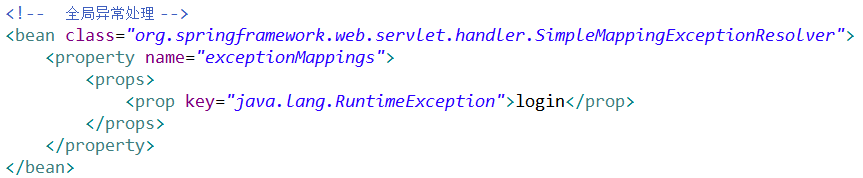 <!--  全局异常处理 -->
<bean class="org.springframework.web.servlet.handler.SimpleMappingExceptionResolver">
    <property name="exceptionMappings">
        <props>
            <prop key="java.lang.RuntimeException">login</prop>
        </props>
    </property>
</bean>